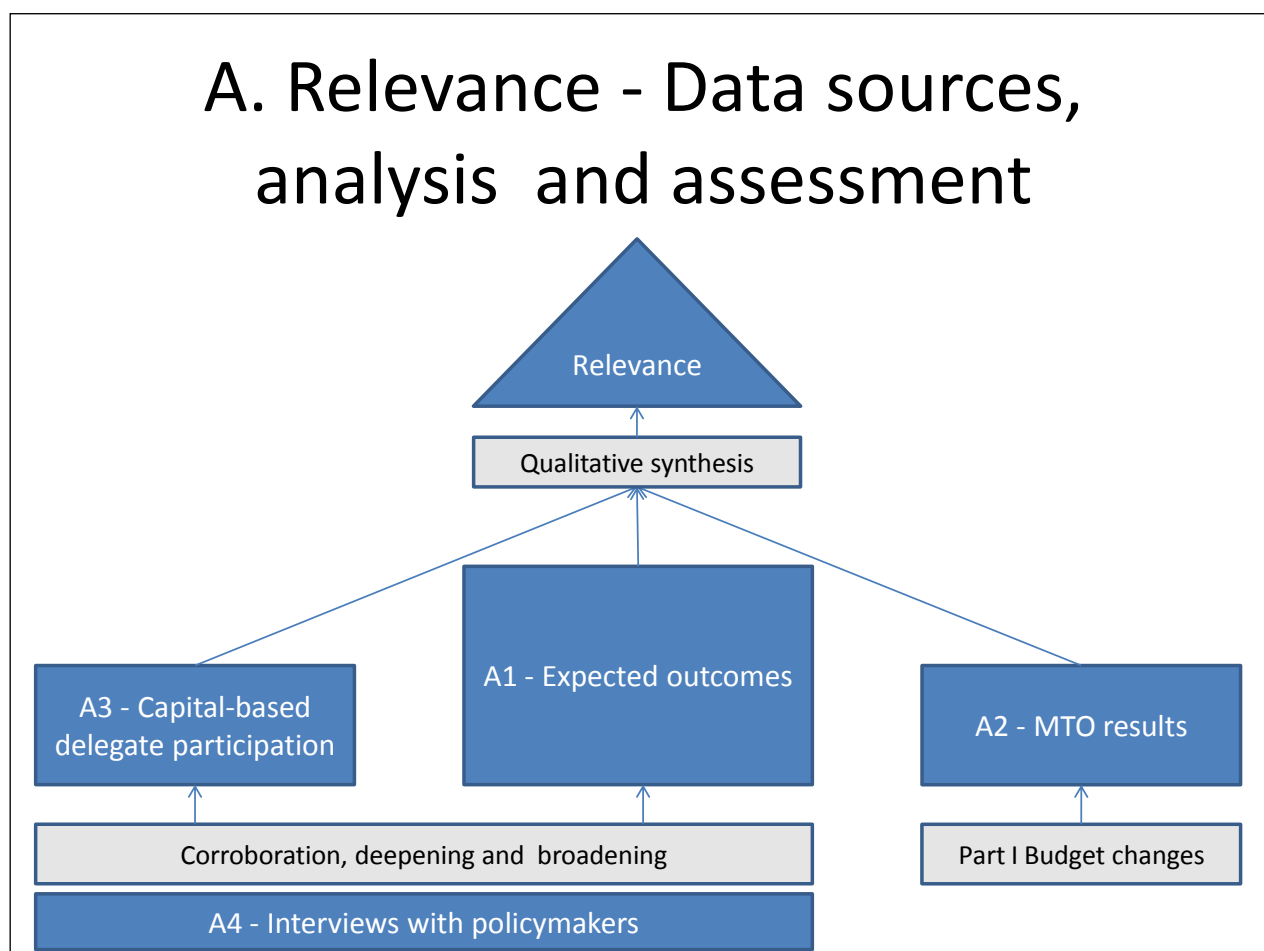 A. Relevance - Data sources,
analysis  and assessment
Relevance
Qualitative synthesis
A1 - Expected outcomes
A3 - Capital-based
delegate participation
A2 - MTO results
Corroboration, deepening and  broadening
Part I Budget changes
A4 - Interviews with policymakers